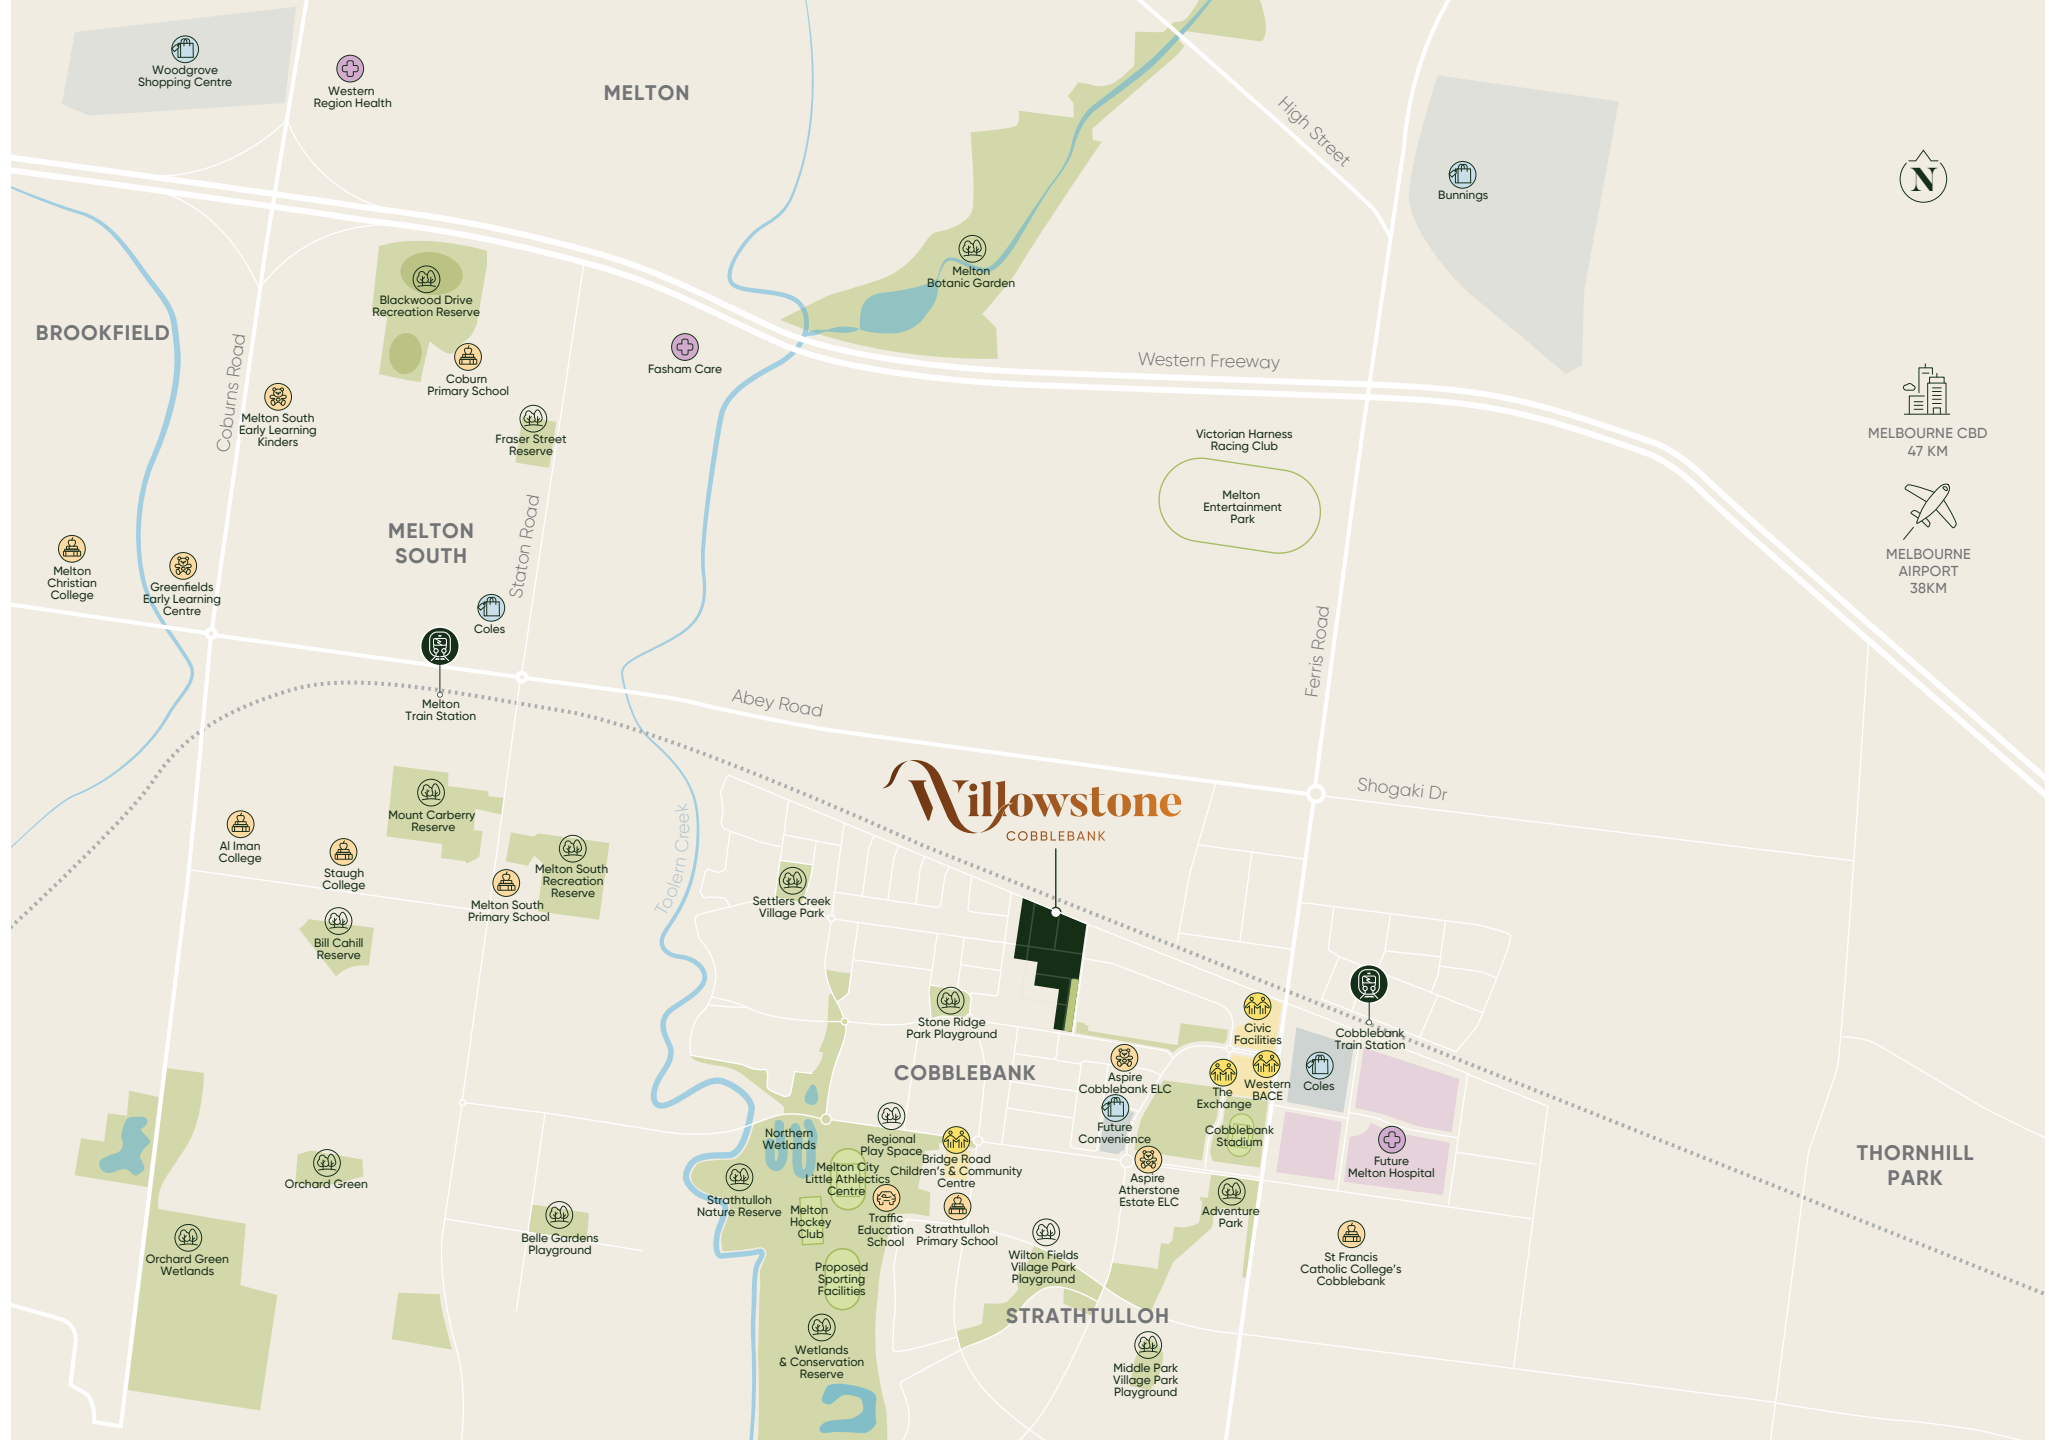 Woodgrove
Shopping Centre
Western
Region Health
MELTON
High Street
Bunnings
N
Melton
Botanic Garden
Blackwood Drive
Recreation Reserve
BROOKFIELD
Coburns Road
Coburn
Primary School
Fasham Care
Western Freeway
MELBOURNE CBD
47 KM
Melton South
Early Learning
Kinders
Fraser Street
Reserve
Victorian Harness
Racing Club
Melton
Entertainment
Park
MELBOURNE
AIRPORT
38KM
MELTON
SOUTH
Staton Road
Melton
Christian
College
Greenfields
Early Learning
Centre
Coles
Ferris Road
Melton
Train Station
Abey Road
Shogaki Dr
Willowstone
COBBLEBANK
Mount Carberry
Reserve
Toolern Creek
Al Iman
College
Staugh
College
Melton South
Recreation
Reserve
Melton South
Primary School
Settlers Creek
Village Park
Bill Cahill
Reserve
Stone Ridge
Park Playground
Civic
Facilities
Cobblebank
Train Station
COBBLEBANK
Aspire
Cobblebank ELC
The
Exchange
Western
BACE
Coles
Future
Convenience
Cobblebank
Stadium
Northern
Wetlands
Regional
Play Space
Bridge Road
Children's & Community
Centre
Melton City
Little Athlectics
Centre
Future
Melton Hospital
THORNHILL
PARK
Orchard Green
Strathtulloh
Nature Reserve
Melton
Hockey
Club
Traffic
Education
School
Strathtulloh
Primary School
Aspire
Atherstone
Estate ELC
Adventure
Park
Belle Gardens
Playground
Orchard Green
Wetlands
Wilton Fields
Village Park
Playground
St Francis
Catholic College's
Cobblebank
Proposed
Sporting
Facilities
STRATHTULLOH
Wetlands
& Conservation
Reserve
Middle Park
Village Park
Playground